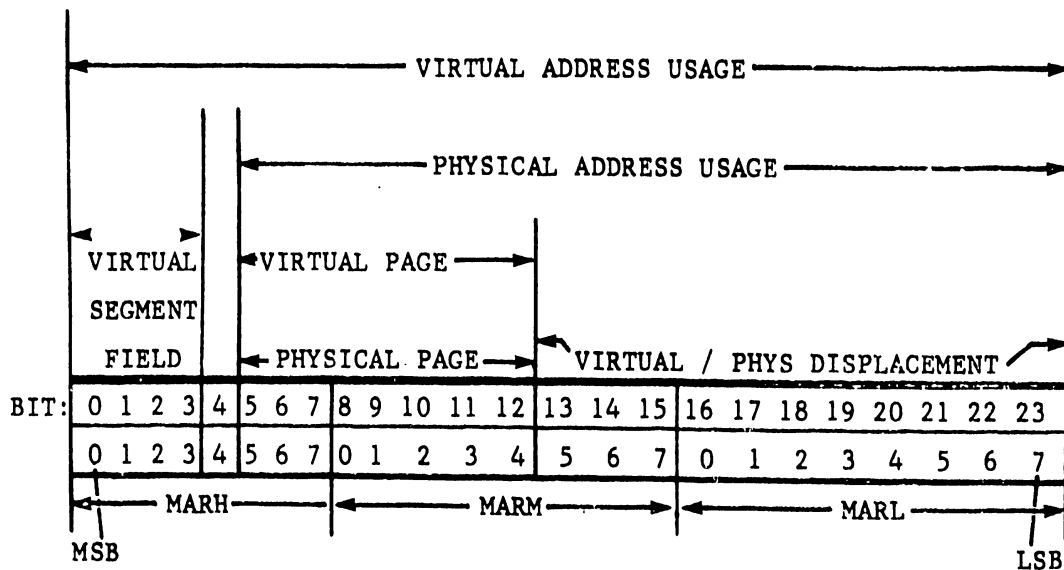 VIRTUAL ADDRESS USAGE
PHYSICAL ADDRESS USAGE
VIRTUAL VIRTUAL PAGE
SEGMENT
FIELD PHYSICAL PAGE VIRTUAL / PHYS DISPLACEMENT
BIT: 0 1 2 3 4 5 6 7 8 9 10 11 12 13 14 15 16 17 18 19 20 21 22 23
0 1 2 3 4 5 6 7 0 1 2 3 4 5 6 7 0 1 2 3 4 5 6 7
MARH MARM MARL
MSB LSB